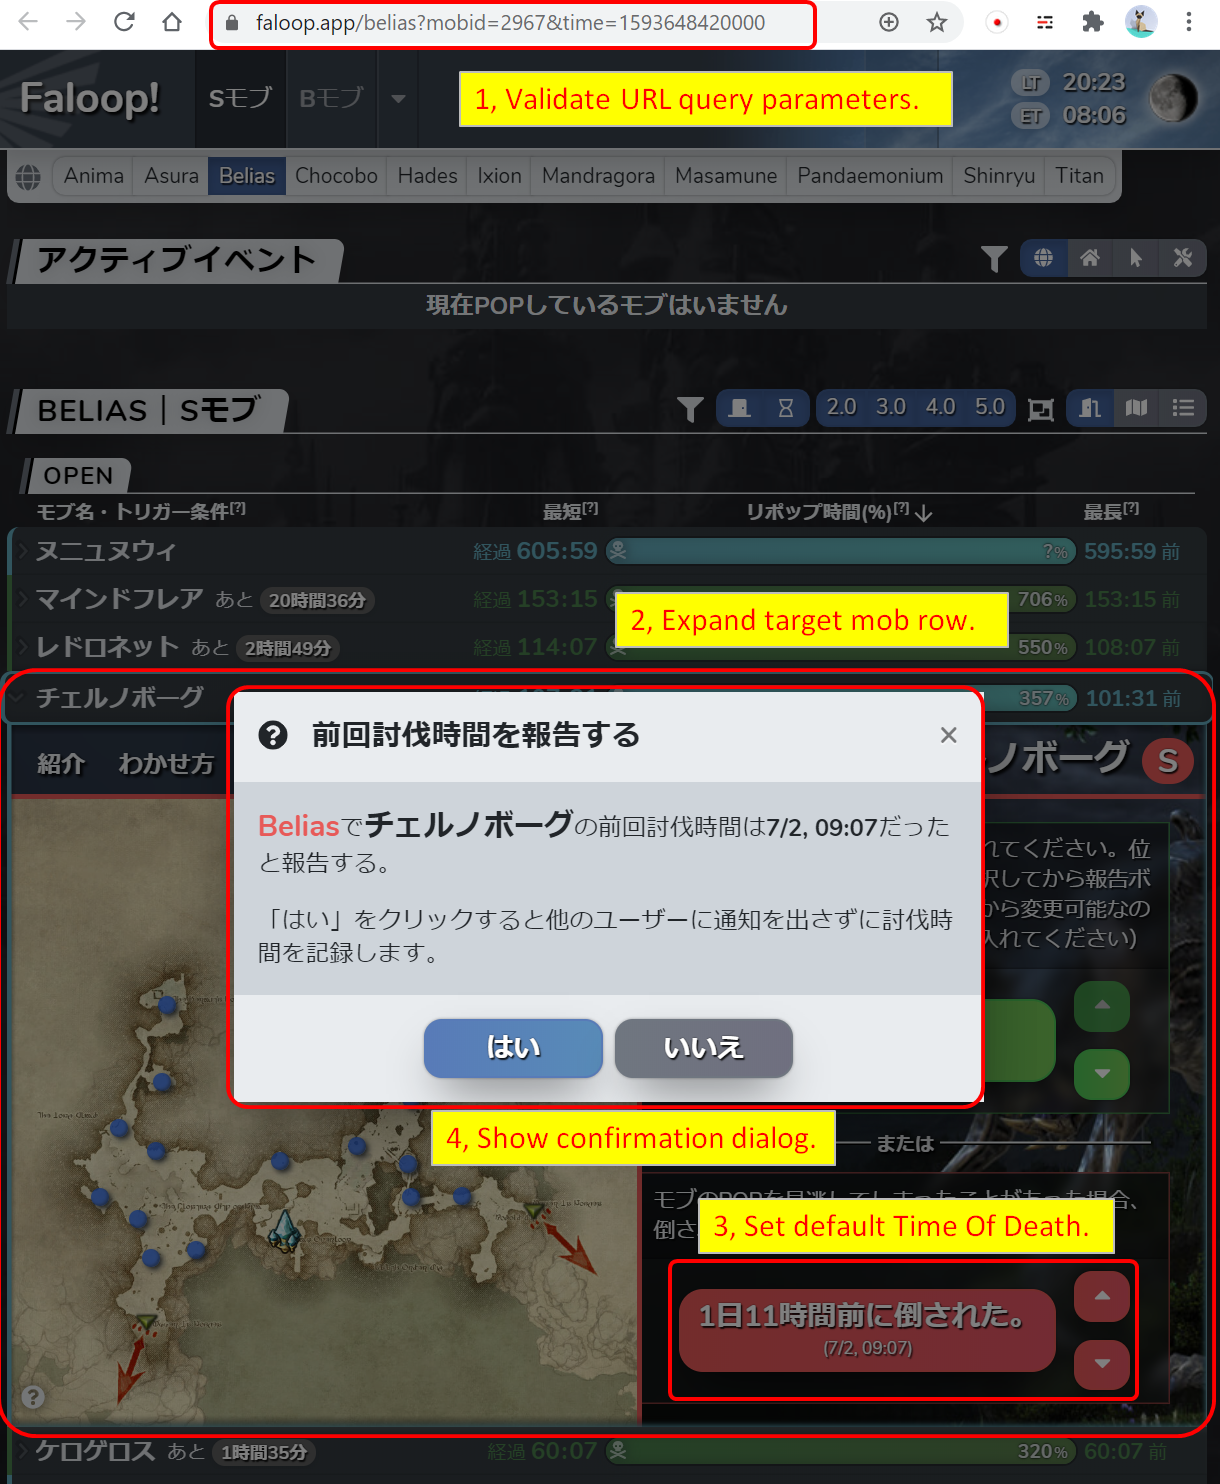 faloop.app/belias?mobid=2967&time=1593648420000
Faloop!
Sモブ
Bモブ
1, Validate URL query parameters.
LT 20:23
ET 08:06
Anima Asura Belias Chocobo Hades Ixion Mandragora Masamune Pandaemonium Shinryu Titan
アクティブイベント
現在POPしているモブはいません
BELIAS｜Sモブ
2.0 3.0 4.0 5.0
OPEN
モブ名・トリガー条件[?] 最短[?] リポップ時間(%)[?] 最長[?]
ヌニュヌウィ 経過 605:59 ?% 595:59 前
マインドフレア あと 20時間36分 経過 153:15 706% 153:15 前
2, Expand target mob row.
レドロネット あと 2時間49分 経過 114:07 550% 108:07 前
チェルノボーグ 357% 101:31 前
前回討伐時間を報告する
紹介 わかせ方
ノボーグ S
Beliasでチェルノボーグの前回討伐時間は7/2, 09:07だった
と報告する。
「はい」をクリックすると他のユーザーに通知を出さずに討伐時
間を記録します。
れてください。位
択してから報告ボ
から変更可能なの
入れてください)
はい いいえ
4, Show confirmation dialog.
または
モブのPOPを見逃してしまったことがあった場合、
倒さ
3, Set default Time Of Death.
1日11時間前に倒された。
(7/2, 09:07)
ケロゲロス あと 1時間35分 経過 60:07 320% 60:07 前